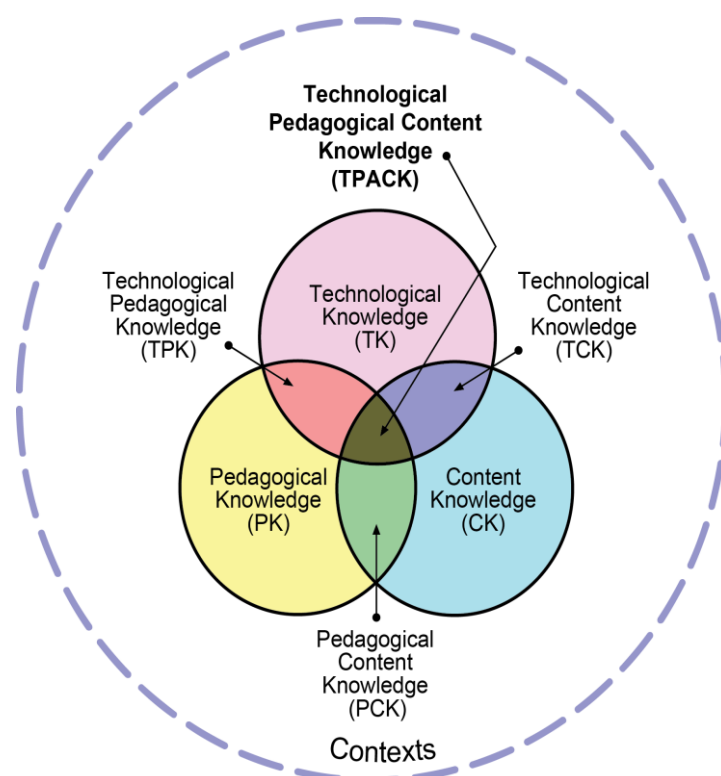 Technological
Pedagogical Content
Knowledge
(TPACK)
Technological
Pedagogical
Knowledge
(TPK)
Technological
Knowledge
(TK)
Technological
Content
Knowledge
(TCK)
Pedagogical
Knowledge
(PK)
Content
Knowledge
(CK)
Pedagogical
Content
Knowledge
(PCK)
Contexts